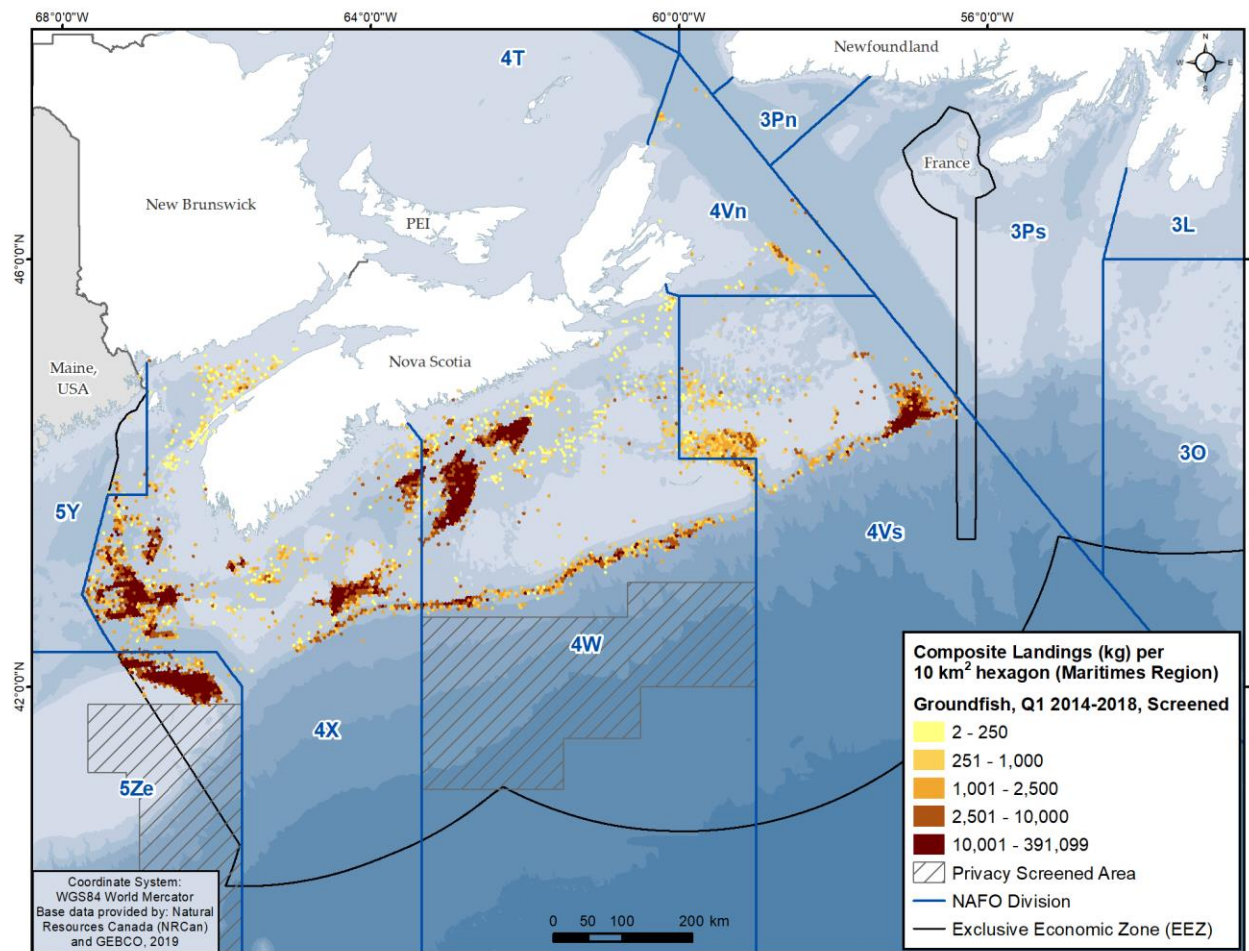 68°0'0"W
64°0'0"W
60°0'0"W
56°0'0"W
4T
Newfoundland
N
W
E
S
3Pn
France
New Brunswick
PEI
4Vn
3Ps
3L
46°0'0"N
Maine,
USA
Nova Scotia
5Y
3O
4Vs
4W
42°0'0"N
4X
5Ze
Composite Landings (kg) per
10 km² hexagon (Maritimes Region)
Groundfish, Q1 2014-2018, Screened
2 - 250
251 - 1,000
1,001 - 2,500
2,501 - 10,000
10,001 - 391,099
Privacy Screened Area
NAFO Division
Exclusive Economic Zone (EEZ)
Coordinate System:
WGS84 World Mercator
Base data provided by: Natural
Resources Canada (NRCan)
and GEBCO, 2019
0 50 100 200 km